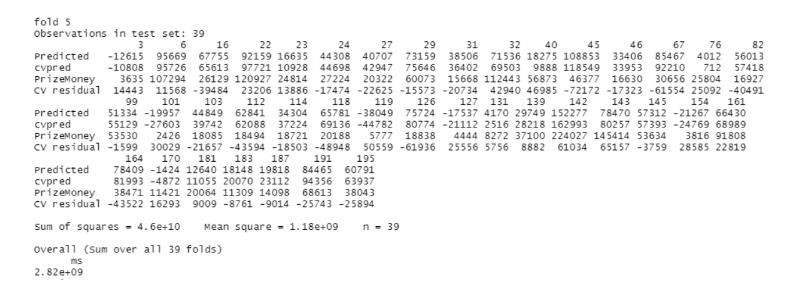 fold 5
Observations in test set: 39
3 6 16 22 23 24 27 29 31 32 40 45 46 67 76 82
Predicted -12615 95669 67755 92159 16635 44308 40707 73159 38506 71536 18275 108853 33406 85467 4012 56013
cvpred -10808 95726 65613 97721 10928 44698 42947 75646 36402 69503 9888 118549 33953 92210 712 57418
PrizeMoney 3635 107294 26129 120927 24814 27224 20322 60073 15668 112443 56873 46377 16630 30656 25804 16927
CV residual 14443 11568 -39484 23206 13886 -17474 -22625 -15573 -20734 42940 46985 -72172 -17323 -61554 25092 -40491
99 101 103 112 114 118 119 126 127 131 139 142 143 145 154 161
Predicted 51334 -19957 44849 62841 34304 65781 -38049 75724 -17537 4170 29749 152277 78470 57312 -21267 66430
cvpred 55129 -27603 39742 62088 37224 69136 -44782 80774 -21112 2516 28218 162993 80257 57393 -24769 68989
PrizeMoney 53530 2426 18085 18494 18721 20188 5777 18838 4444 8272 37100 224027 145414 53634 3816 91808
CV residual -1599 30029 -21657 -43594 -18503 -48948 50559 -61936 25556 5756 8882 61034 65157 -3759 28585 22819
164 170 181 183 187 191 195
Predicted 78409 -1424 12640 18148 19818 84465 60791
cvpred 81993 -4872 11055 20070 23112 94356 63937
PrizeMoney 38471 11421 20064 11309 14098 68613 38043
CV residual -43522 16293 9009 -8761 -9014 -25743 -25894
Sum of squares = 4.6e+10 Mean square = 1.18e+09 n = 39
Overall (Sum over all 39 folds)
ms
2.82e+09